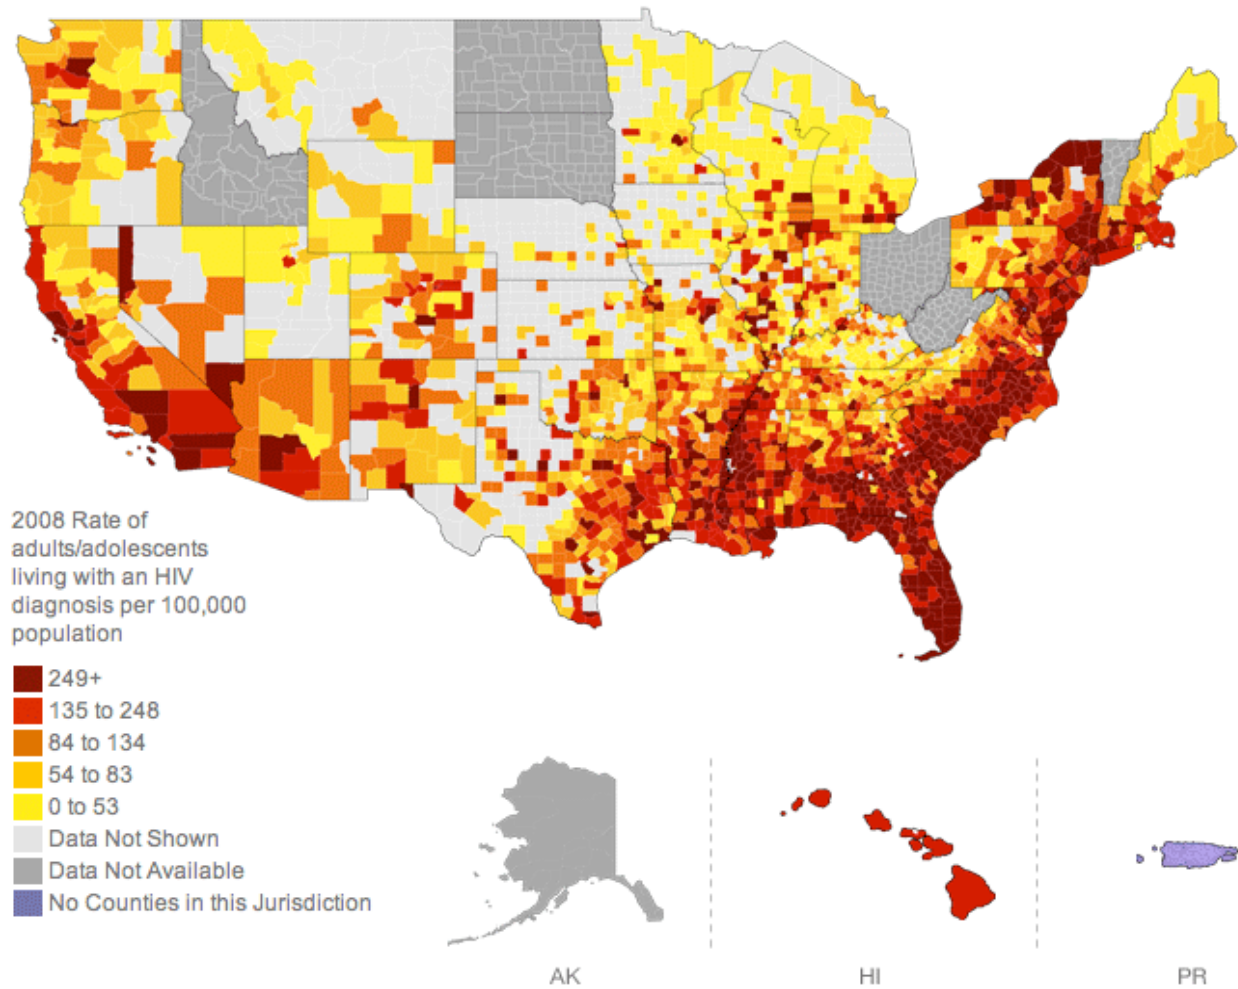 2008 Rate of
adults/adolescents
living with an HIV
diagnosis per 100,000
population
249+
135 to 248
84 to 134
54 to 83
0 to 53
Data Not Shown
Data Not Available
No Counties in this Jurisdiction
AK
HI
PR